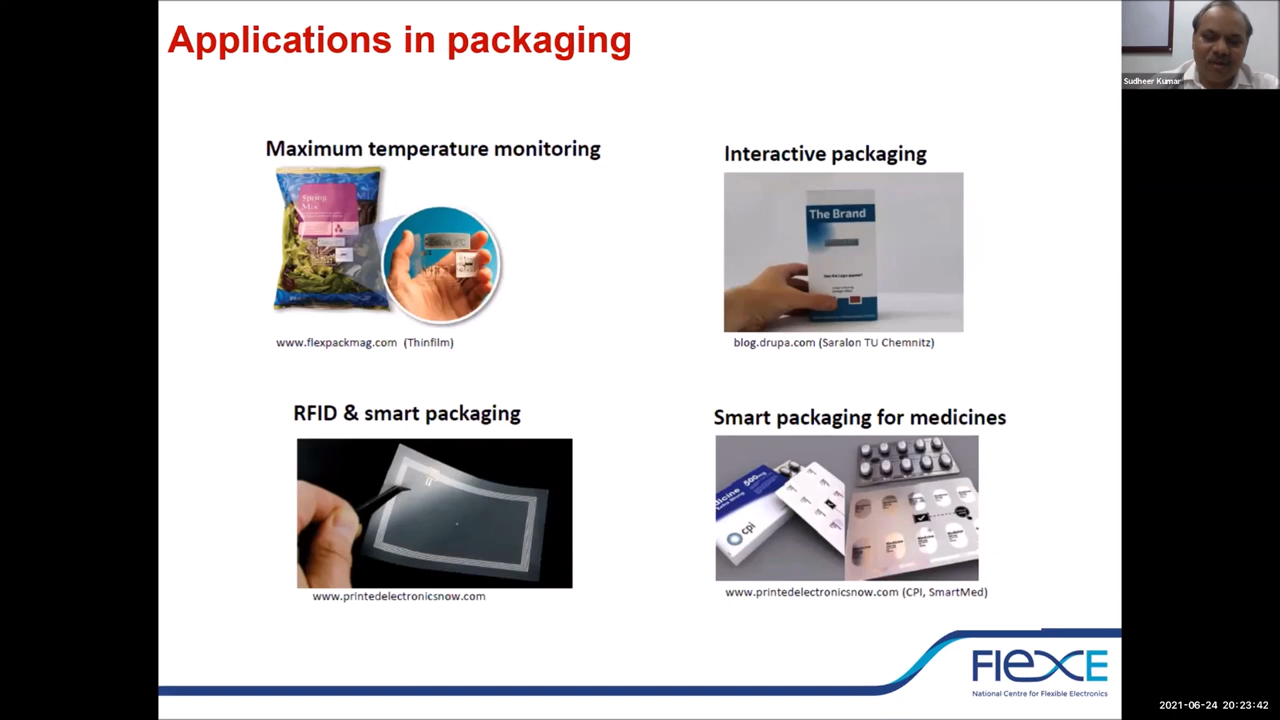 Applications in packaging
Sudheer Kumar
Maximum temperature monitoring
Spring
Mix
www.flexpackmag.com (Thinfilm)
Interactive packaging
The Brand
blog.drupa.com (Saralon TU Chemnitz)
RFID & smart packaging
www.printedelectronicsnow.com
Smart packaging for medicines
500mg
cpi
www.printedelectronicsnow.com (CPI, SmartMed)
FlexE
National Centre for Flexible Electronics
2021-06-24 20:23:42